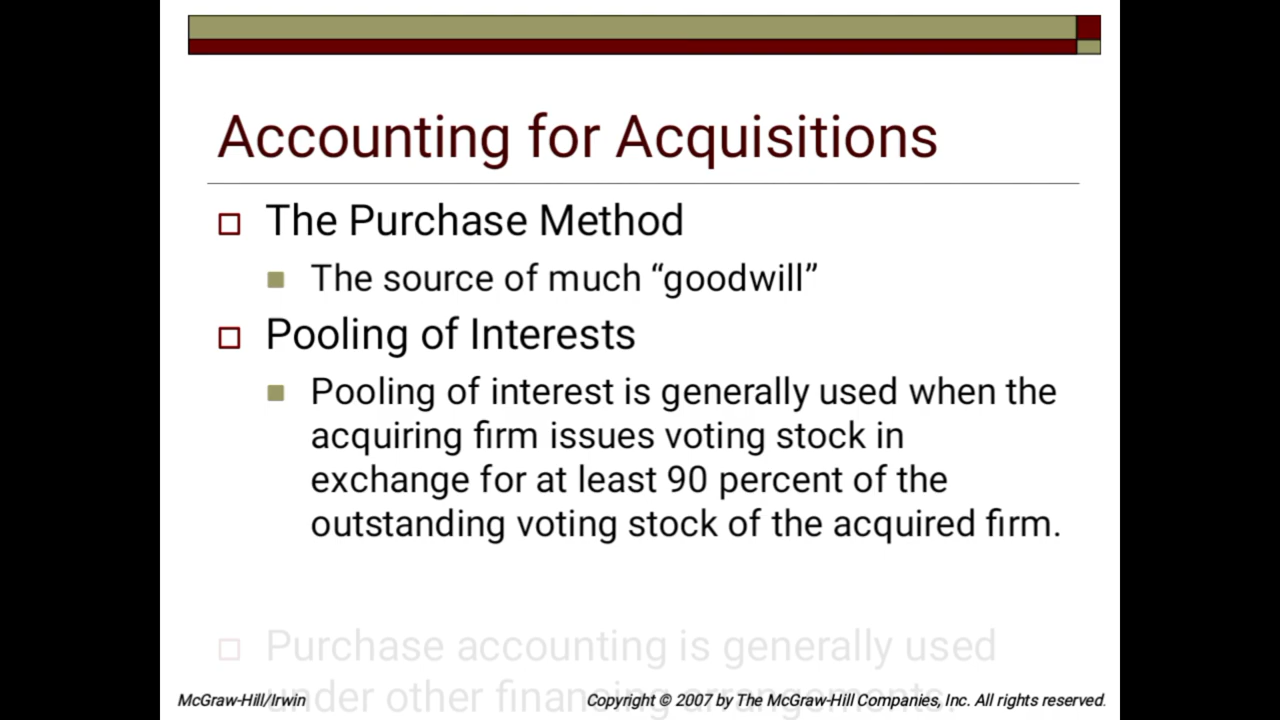 Accounting for Acquisitions
The Purchase Method
The source of much “goodwill”
Pooling of Interests
Pooling of interest is generally used when the
acquiring firm issues voting stock in
exchange for at least 90 percent of the
outstanding voting stock of the acquired firm.
Purchase accounting is generally used
under other financing arrangements.
McGraw-Hill/Irwin
Copyright © 2007 by The McGraw-Hill Companies, Inc. All rights reserved.